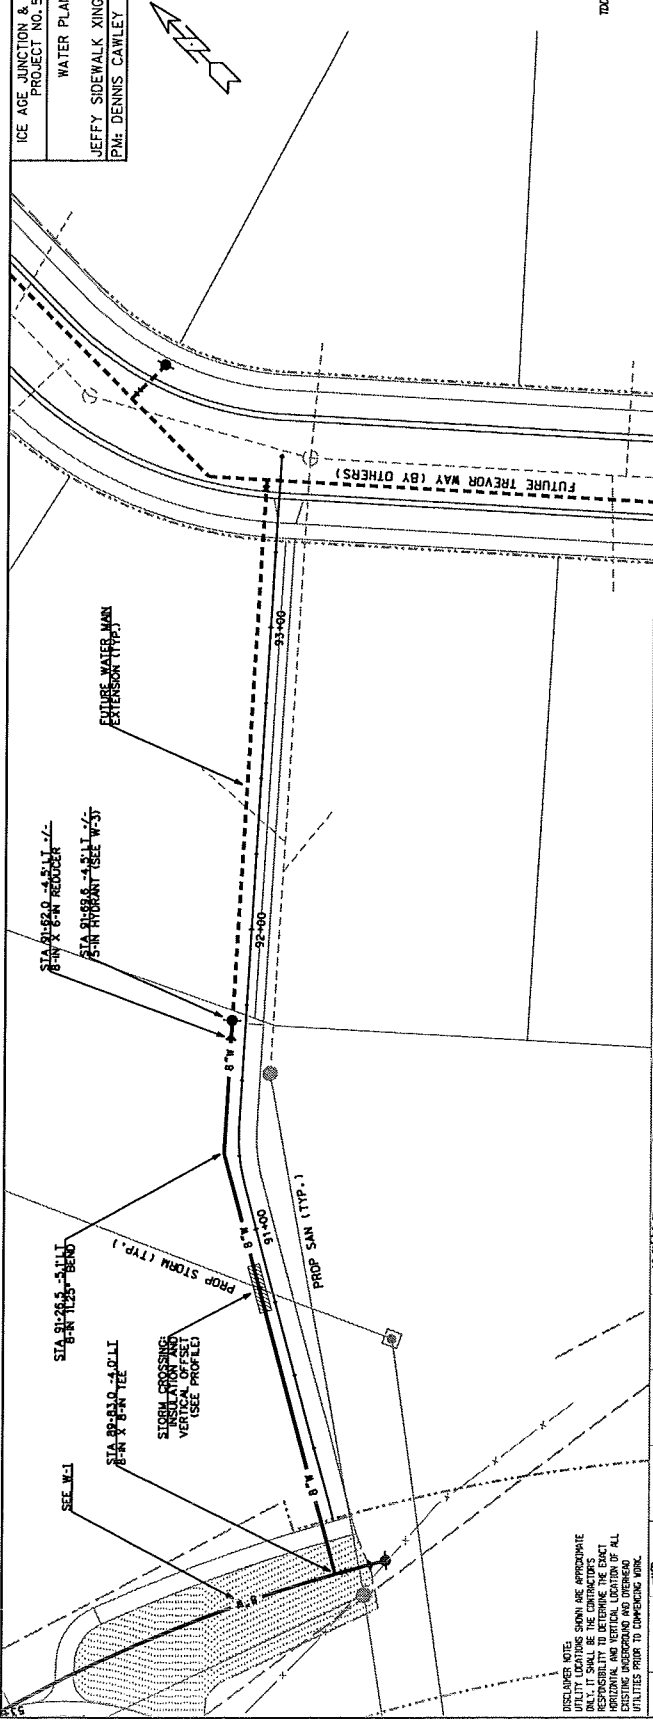 ICE AGE JUNCTION &
PROJECT NO. 5
WATER PLAN
JEFFY SIDEWALK XING
PM: DENNIS CAWLEY
FUTURE TREVOR WAY (BY OTHERS)
FUTURE WATER MAIN
EXTENSION (TYP.)
93+00
STA 91+62.0 -4.5'LT +/-
8-IN X 6-IN REDUCER
STA 91+69.6 -4.5'LT +/-
5-IN HYDRANT (SEE W-3)
92+00
8"W
STA 91+26.5 -5.1'LT
8-IN 11.25° BEND
PROP STORM (TYP.)
8"W
91+00
PROP SAN (TYP.)
STORM CROSSING:
INSULATION AND
VERTICAL OFFSET
(SEE PROFILE)
STA 89+83.0 -4.0'LT
8-IN X 8-IN TEE
8"W
SEE W-1
8"W
DISCLAIMER NOTE:
UTILITY LOCATIONS SHOWN ARE APPROXIMATE
ONLY. IT SHALL BE THE CONTRACTOR'S
RESPONSIBILITY TO DETERMINE THE EXACT
HORIZONTAL AND VERTICAL LOCATION OF ALL
EXISTING UNDERGROUND AND OVERHEAD
UTILITIES PRIOR TO COMMENCING WORK.